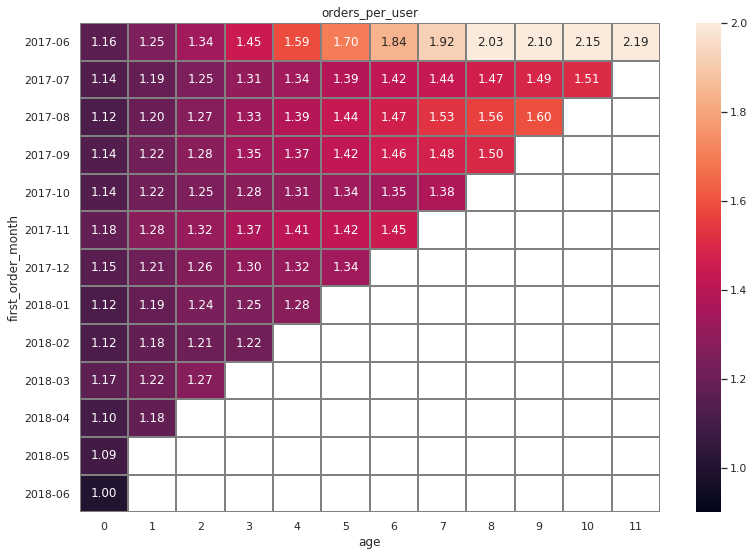 orders_per_user
2017-06 1.16 1.25 1.34 1.45 1.59 1.70 1.84 1.92 2.03 2.10 2.15 2.19
2017-07 1.14 1.19 1.25 1.31 1.34 1.39 1.42 1.44 1.47 1.49 1.51
2017-08 1.12 1.20 1.27 1.33 1.39 1.44 1.47 1.53 1.56 1.60
2017-09 1.14 1.22 1.28 1.35 1.37 1.42 1.46 1.48 1.50
2017-10 1.14 1.22 1.25 1.28 1.31 1.34 1.35 1.38
2017-11 1.18 1.28 1.32 1.37 1.41 1.42 1.45
2017-12 1.15 1.21 1.26 1.30 1.32 1.34
2018-01 1.12 1.19 1.24 1.25 1.28
2018-02 1.12 1.18 1.21 1.22
2018-03 1.17 1.22 1.27
2018-04 1.10 1.18
2018-05 1.09
2018-06 1.00
0 1 2 3 4 5 6 7 8 9 10 11
age
first_order_month
2.0
1.8
1.6
1.4
1.2
1.0